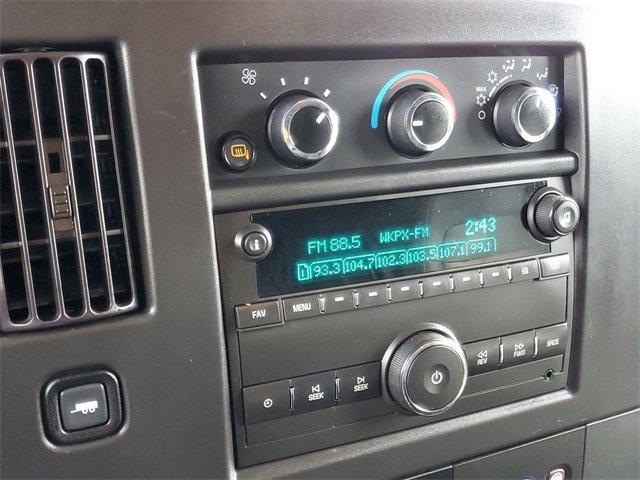 MAX
FM 88.5 WKPX-FM 2:43
1 93.3 104.7 102.3 103.5 107.1 99.1
FAV MENU
SEEK SEEK REV FWD SRCE